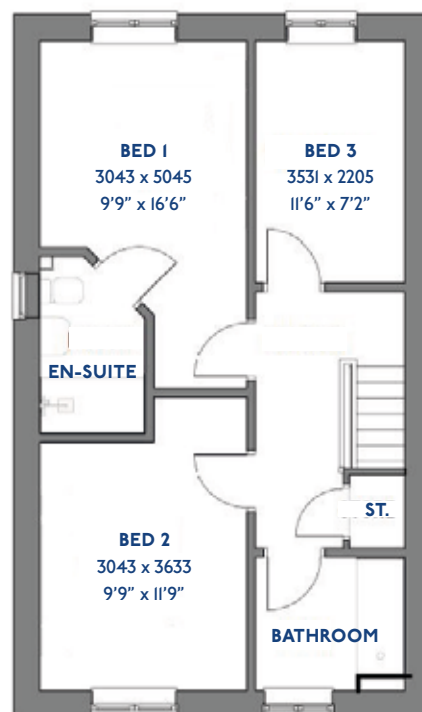 BED 1
3043 x 5045
9’9” x 16’6”
BED 3
3531 x 2205
11’6” x 7’2”
EN-SUITE
ST.
BED 2
3043 x 3633
9’9” x 11’9”
BATHROOM